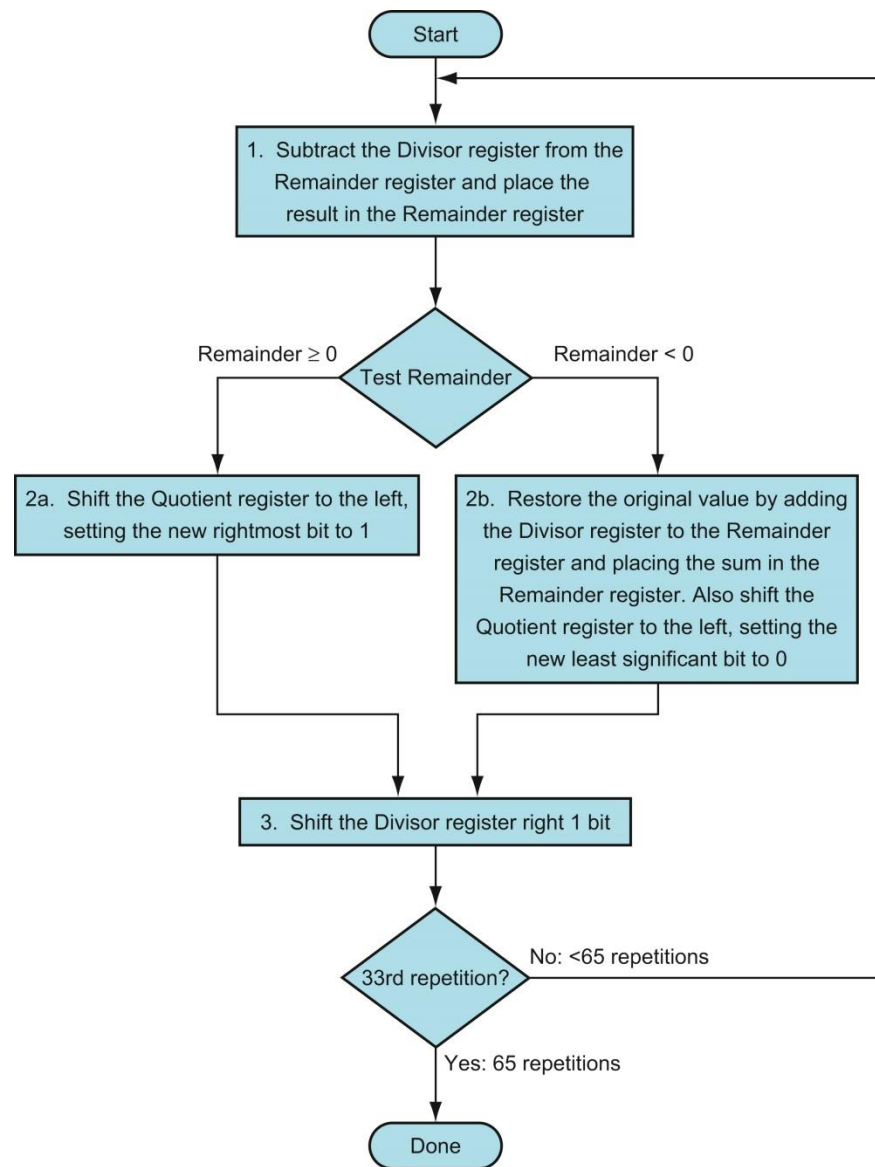 Start
1. Subtract the Divisor register from the
Remainder register and place the
result in the Remainder register
Remainder ≥ 0
Remainder < 0
Test Remainder
2a. Shift the Quotient register to the left,
setting the new rightmost bit to 1
2b. Restore the original value by adding
the Divisor register to the Remainder
register and placing the sum in the
Remainder register. Also shift the
Quotient register to the left, setting the
new least significant bit to 0
3. Shift the Divisor register right 1 bit
33rd repetition?
No: <65 repetitions
Yes: 65 repetitions
Done